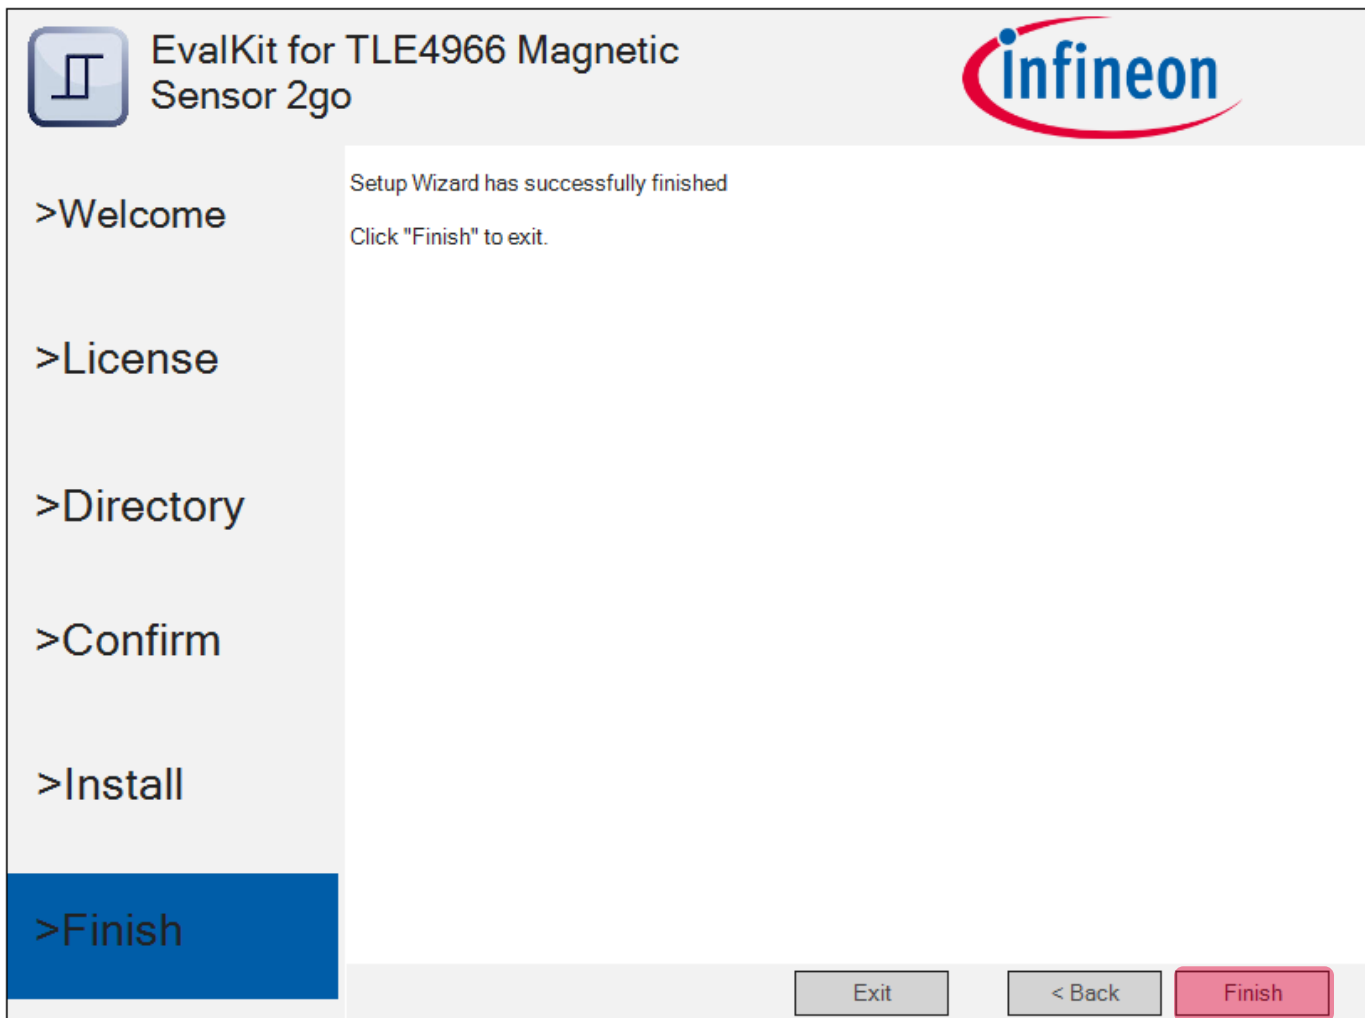 EvalKit for TLE4966 Magnetic
Sensor 2go
infineon
>Welcome
>License
>Directory
>Confirm
>Install
>Finish
Setup Wizard has successfully finished
Click "Finish" to exit.
Exit
< Back
Finish